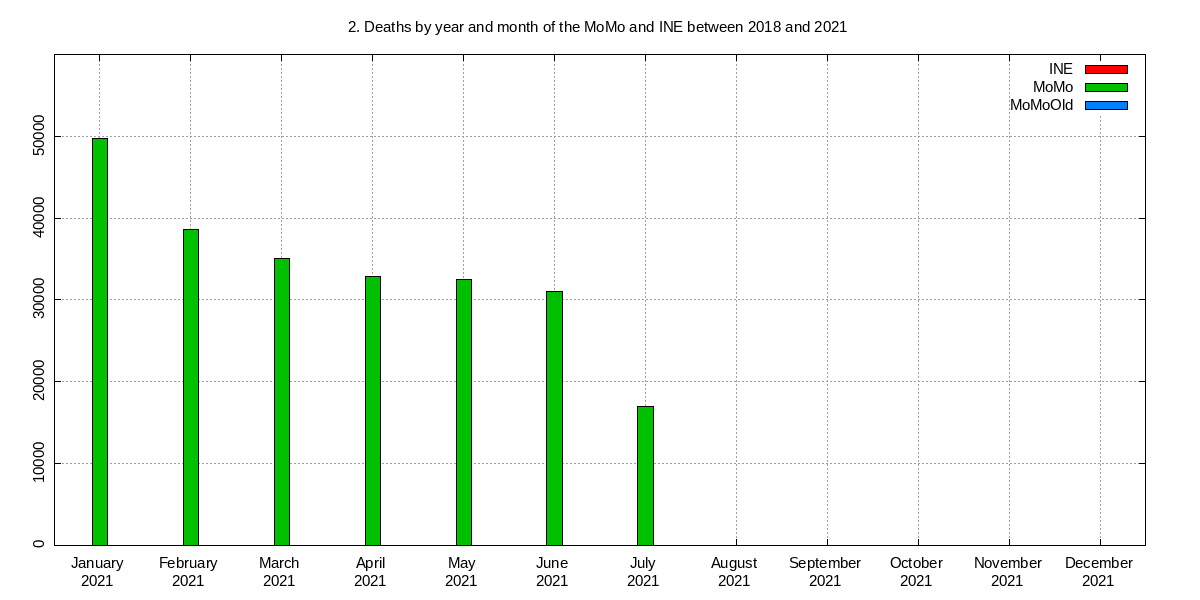 2. Deaths by year and month of the MoMo and INE between 2018 and 2021
INE
MoMo
MoMoOld
50000
40000
30000
20000
10000
0
January February March April May June July August September October November December
2021 2021 2021 2021 2021 2021 2021 2021 2021 2021 2021 2021